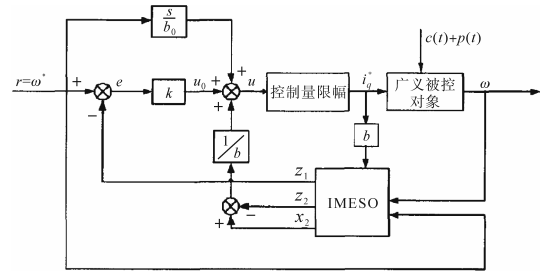 s/b₀
c(t)+p(t)
r=ω* + e k u₀ + + + u 控制量限幅 i*q 广义被控对象 ω
−
b
1/b
z₁
z₂ IMESO
− + x₂